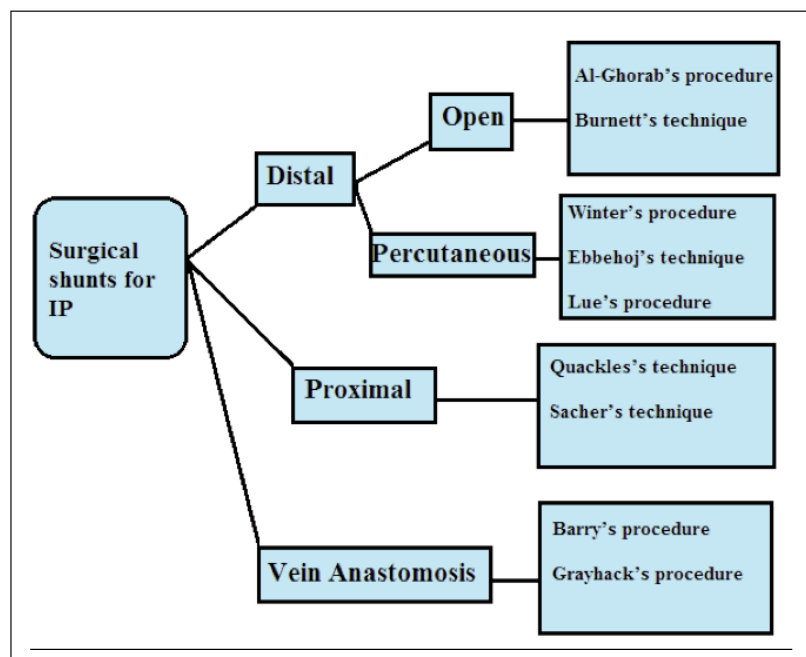 Surgical
shunts for
IP
Distal
Open
Al-Ghorab’s procedure
Burnett’s technique
Percutaneous
Winter’s procedure
Ebbehoj’s technique
Lue’s procedure
Proximal
Quackles’s technique
Sacher’s technique
Vein Anastomosis
Barry’s procedure
Grayhack’s procedure